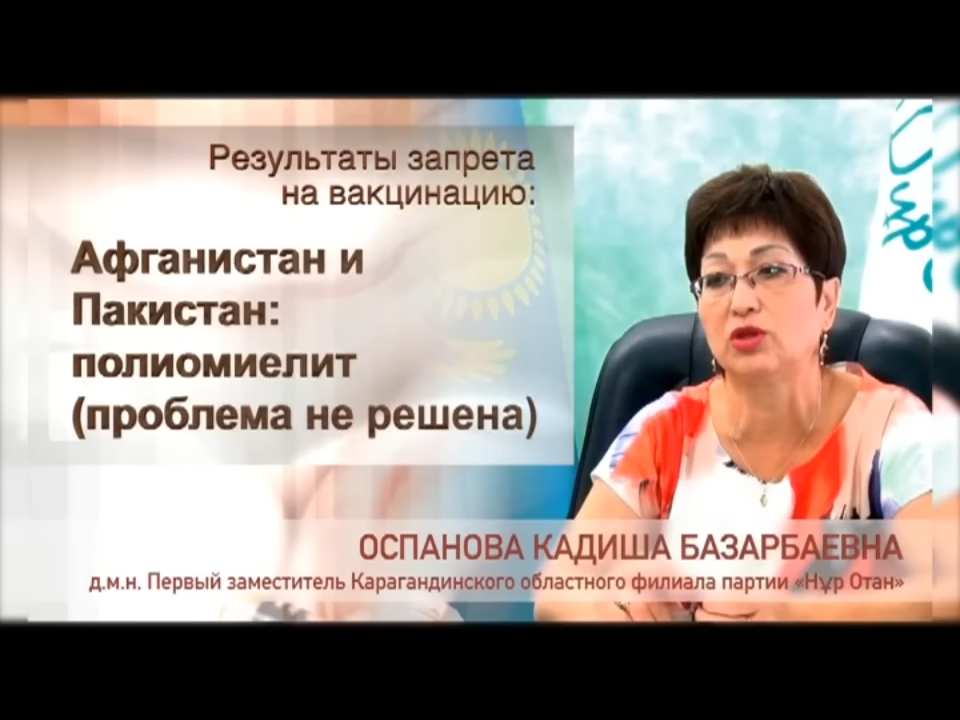 Результаты запрета
на вакцинацию:
Афганистан и
Пакистан:
полиомиелит
(проблема не решена)
ОСПАНОВА КАДИША БАЗАРБАЕВНА
д.м.н. Первый заместитель Карагандинского областного филиала партии «Нұр Отан»